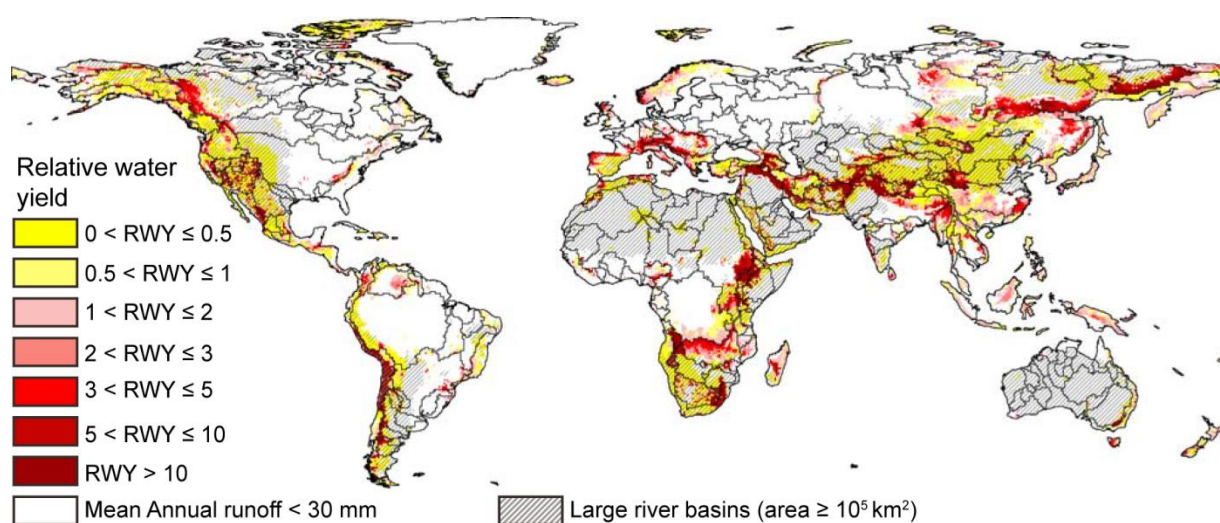 Relative water
yield
0 < RWY ≤ 0.5
0.5 < RWY ≤ 1
1 < RWY ≤ 2
2 < RWY ≤ 3
3 < RWY ≤ 5
5 < RWY ≤ 10
RWY > 10
Mean Annual runoff < 30 mm
Large river basins (area ≥ 10⁵ km²)